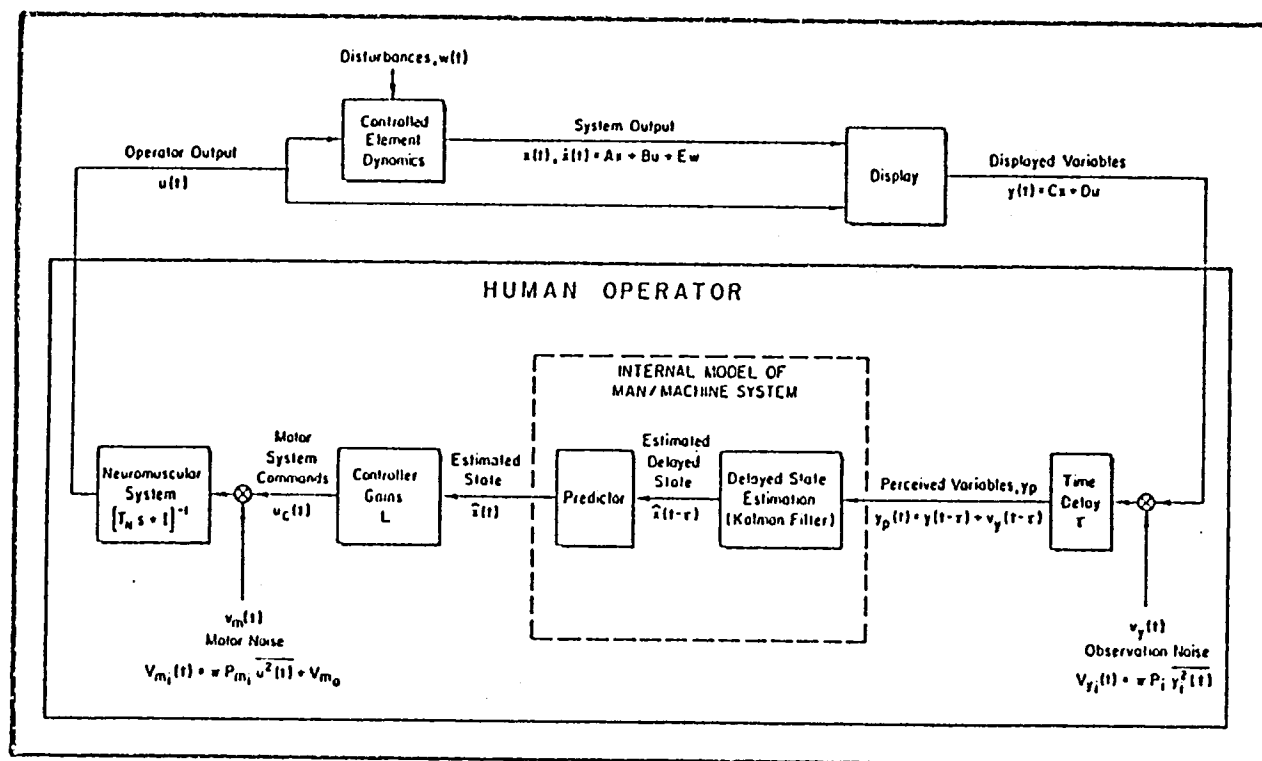 Disturbances, w(t)
Controlled
Element
Dynamics
System Output
x(t), ẋ(t) = Ax + Bu + Ew
Operator Output
u(t)
Display
Displayed Variables
y(t) = Cx + Du
HUMAN OPERATOR
INTERNAL MODEL OF
MAN/MACHINE SYSTEM
Neuromuscular
System
[T_N s + I]^-1
Motor
System
Commands
u_c(t)
Controller
Gains
L
Estimated
State
x̂(t)
Predictor
Estimated
Delayed
State
x̂(t-τ)
Delayed State
Estimation
(Kalman Filter)
Perceived Variables, y_p
y_p(t) = y(t-τ) + v_y(t-τ)
Time
Delay
τ
v_m(t)
Motor Noise
V_mi(t) = π P_mi u²(t) + V_mo
v_y(t)
Observation Noise
V_yi(t) = π P_i y_i²(t)